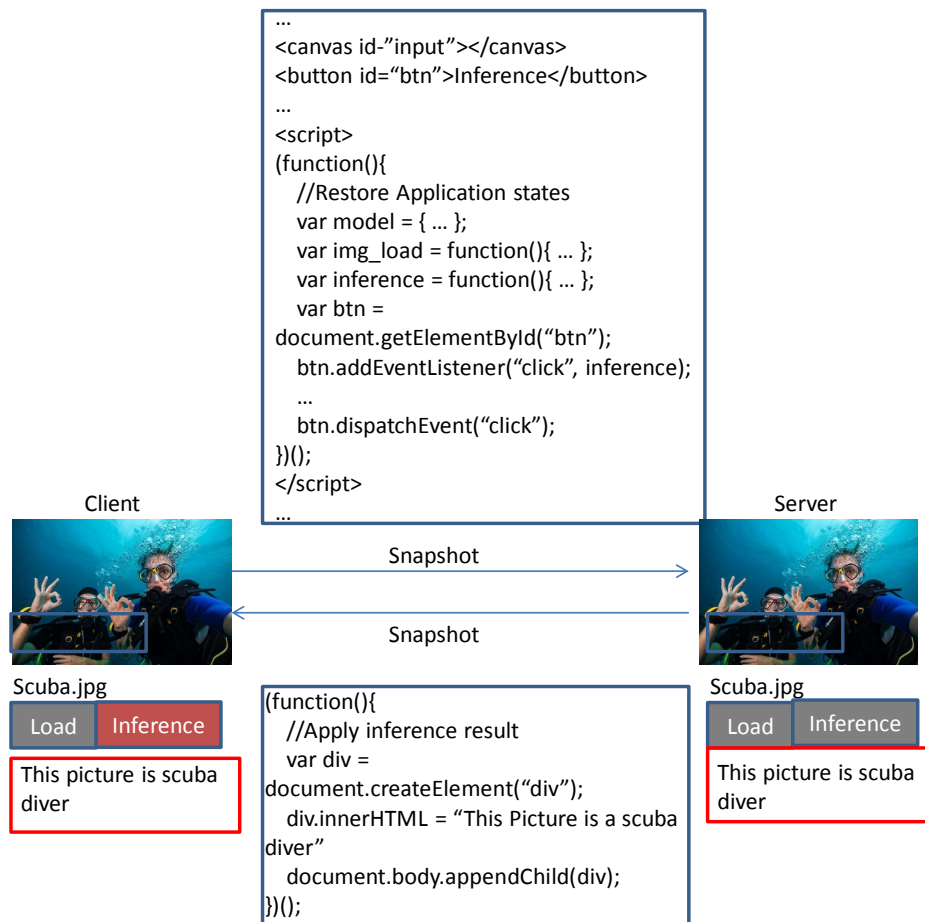 ...
<canvas id-”input”></canvas>
<button id=“btn”>Inference</button>
...
<script>
(function(){
//Restore Application states
var model = { ... };
var img_load = function(){ ... };
var inference = function(){ ... };
var btn =
document.getElementById(“btn”);
btn.addEventListener(“click”, inference);
...
btn.dispatchEvent(“click”);
})();
</script>
...
Client
Server
Snapshot
Snapshot
Scuba.jpg
Load
Inference
This picture is scuba
diver
(function(){
//Apply inference result
var div =
document.createElement(“div”);
div.innerHTML = “This Picture is a scuba
diver”
document.body.appendChild(div);
})();
Scuba.jpg
Load
Inference
This picture is scuba
diver